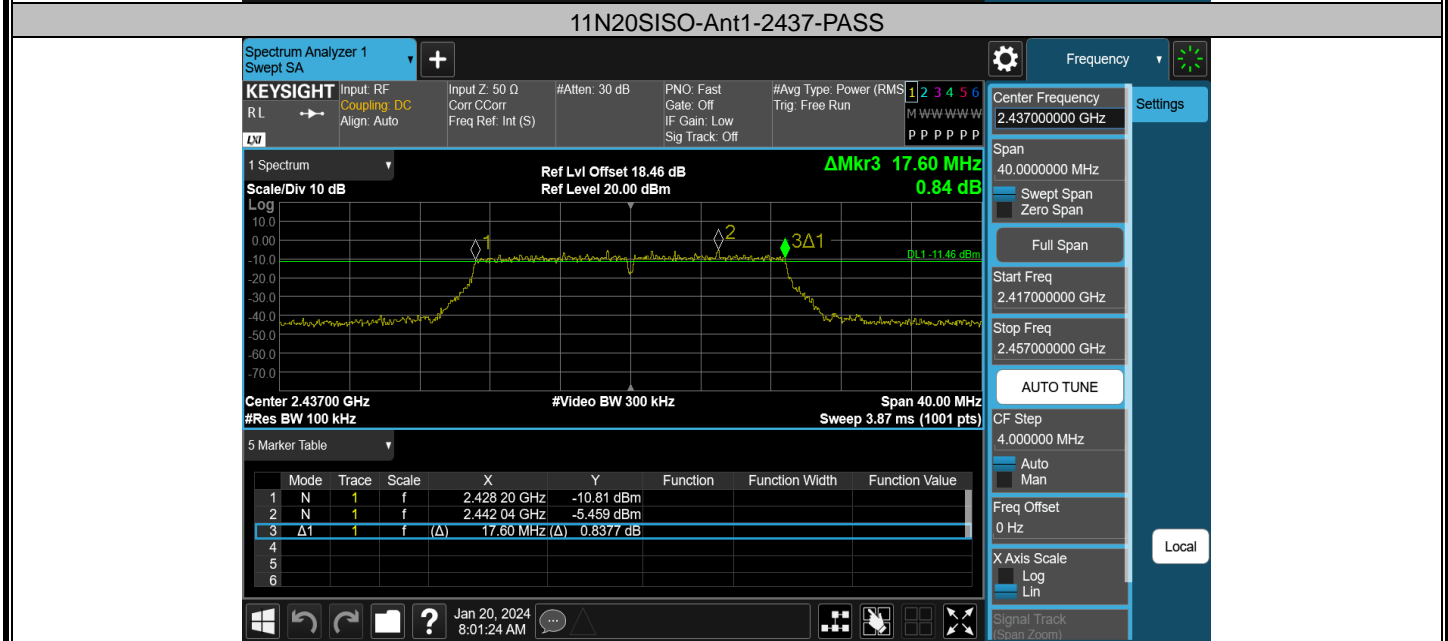 11N20SISO-Ant1-2437-PASS
Spectrum Analyzer 1
Swept SA
+
Frequency
KEYSIGHT
RL
LXI
Input: RF
Coupling: DC
Align: Auto
Input Z: 50 Ω
Corr CCorr
Freq Ref: Int (S)
#Atten: 30 dB
PNO: Fast
Gate: Off
IF Gain: Low
Sig Track: Off
#Avg Type: Power (RMS
Trig: Free Run
1 2 3 4 5 6
M W W W W W
P P P P P P
1 Spectrum
Scale/Div 10 dB
Log
Ref Lvl Offset 18.46 dB
Ref Level 20.00 dBm
ΔMkr3 17.60 MHz
0.84 dB
10.0
0.00
-10.0
-20.0
-30.0
-40.0
-50.0
-60.0
-70.0
1
2
3Δ1
DL1 -11.46 dBm
Center 2.43700 GHz
#Video BW 300 kHz
Span 40.00 MHz
#Res BW 100 kHz
Sweep 3.87 ms (1001 pts)
5 Marker Table
Mode Trace Scale X Y Function Function Width Function Value
1 N 1 f 2.428 20 GHz -10.81 dBm
2 N 1 f 2.442 04 GHz -5.459 dBm
3 Δ1 1 f (Δ) 17.60 MHz (Δ) 0.8377 dB
4
5
6
Center Frequency
2.437000000 GHz
Settings
Span
40.0000000 MHz
Swept Span
Zero Span
Full Span
Start Freq
2.417000000 GHz
Stop Freq
2.457000000 GHz
AUTO TUNE
CF Step
4.000000 MHz
Auto
Man
Freq Offset
0 Hz
X Axis Scale
Log
Lin
Signal Track
(Span Zoom)
Local
?
Jan 20, 2024
8:01:24 AM